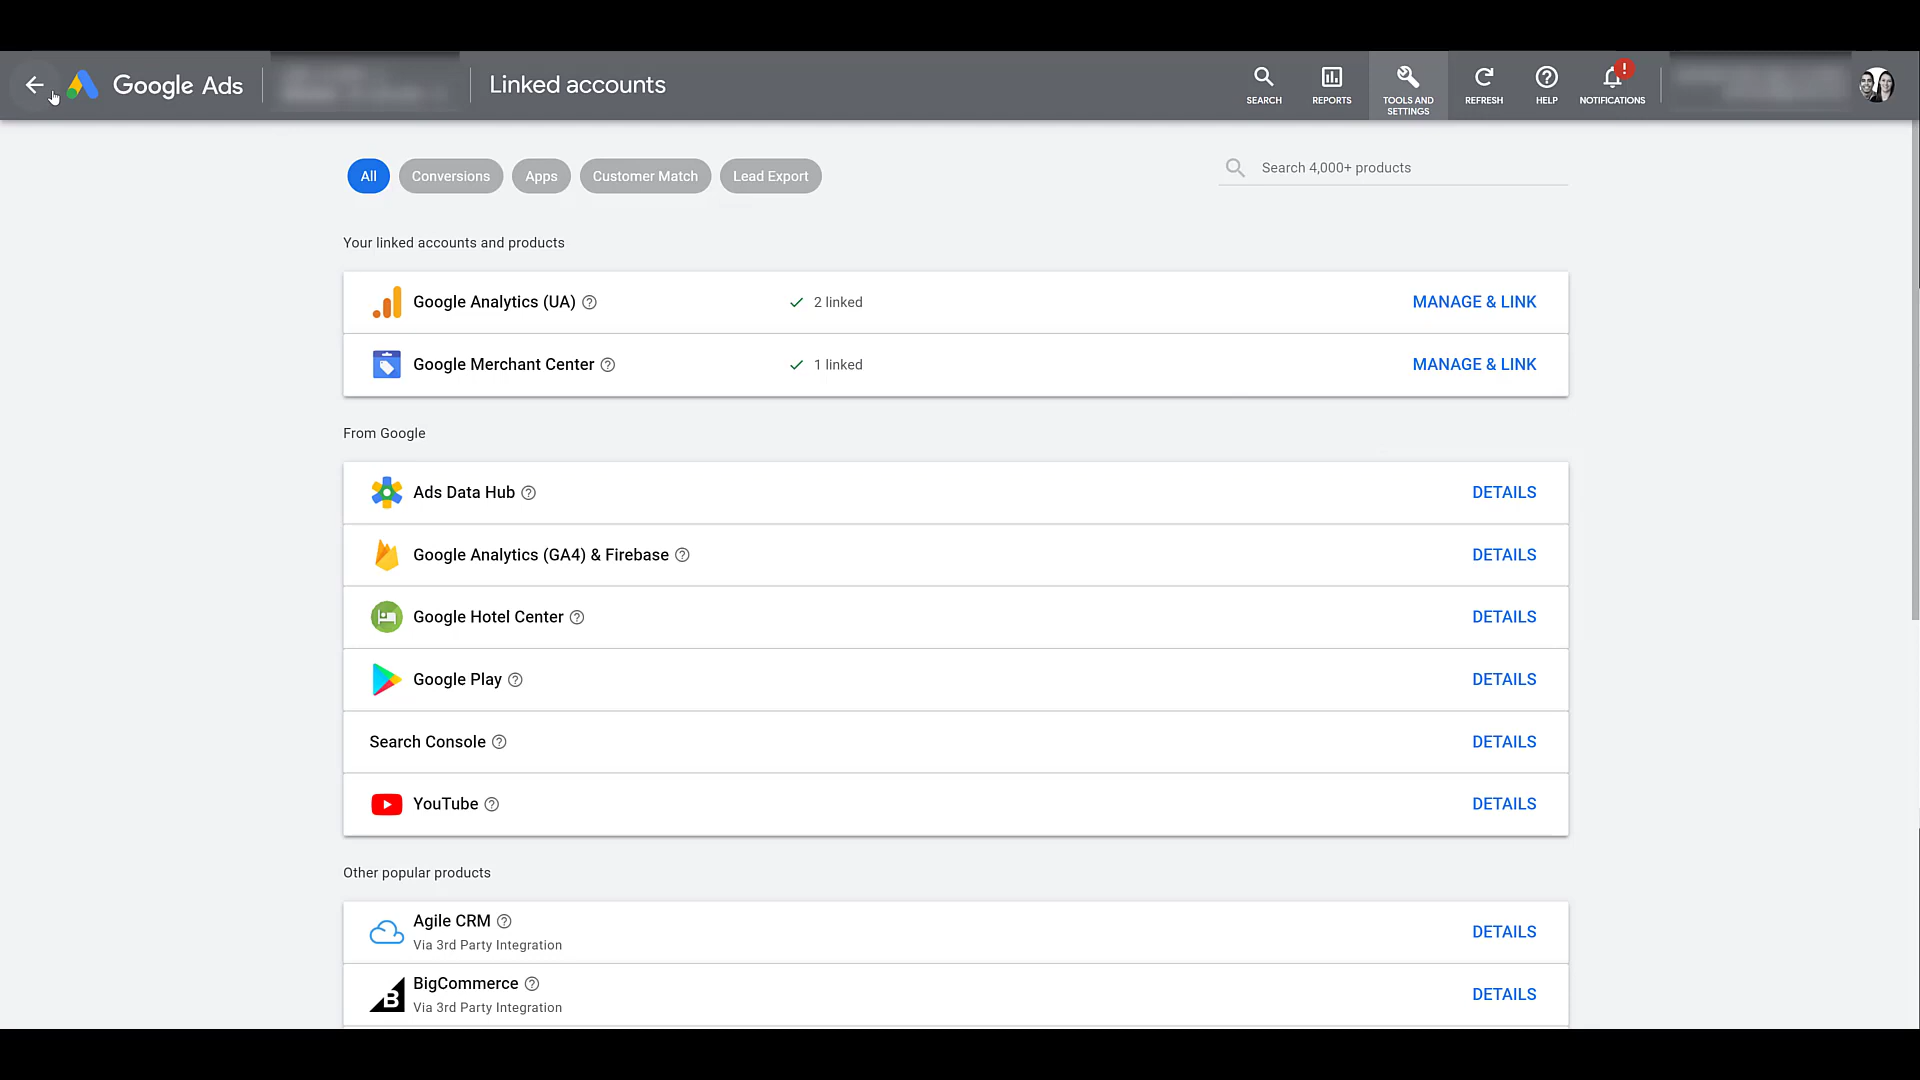 Google Ads
Linked accounts
SEARCH
REPORTS
TOOLS AND
SETTINGS
REFRESH
HELP
!
NOTIFICATIONS
All
Conversions
Apps
Customer Match
Lead Export
Search 4,000+ products
Your linked accounts and products
Google Analytics (UA)
2 linked
MANAGE & LINK
Google Merchant Center
1 linked
MANAGE & LINK
From Google
Ads Data Hub
DETAILS
Google Analytics (GA4) & Firebase
DETAILS
Google Hotel Center
DETAILS
Google Play
DETAILS
Search Console
DETAILS
YouTube
DETAILS
Other popular products
Agile CRM
Via 3rd Party Integration
DETAILS
B
BigCommerce
Via 3rd Party Integration
DETAILS